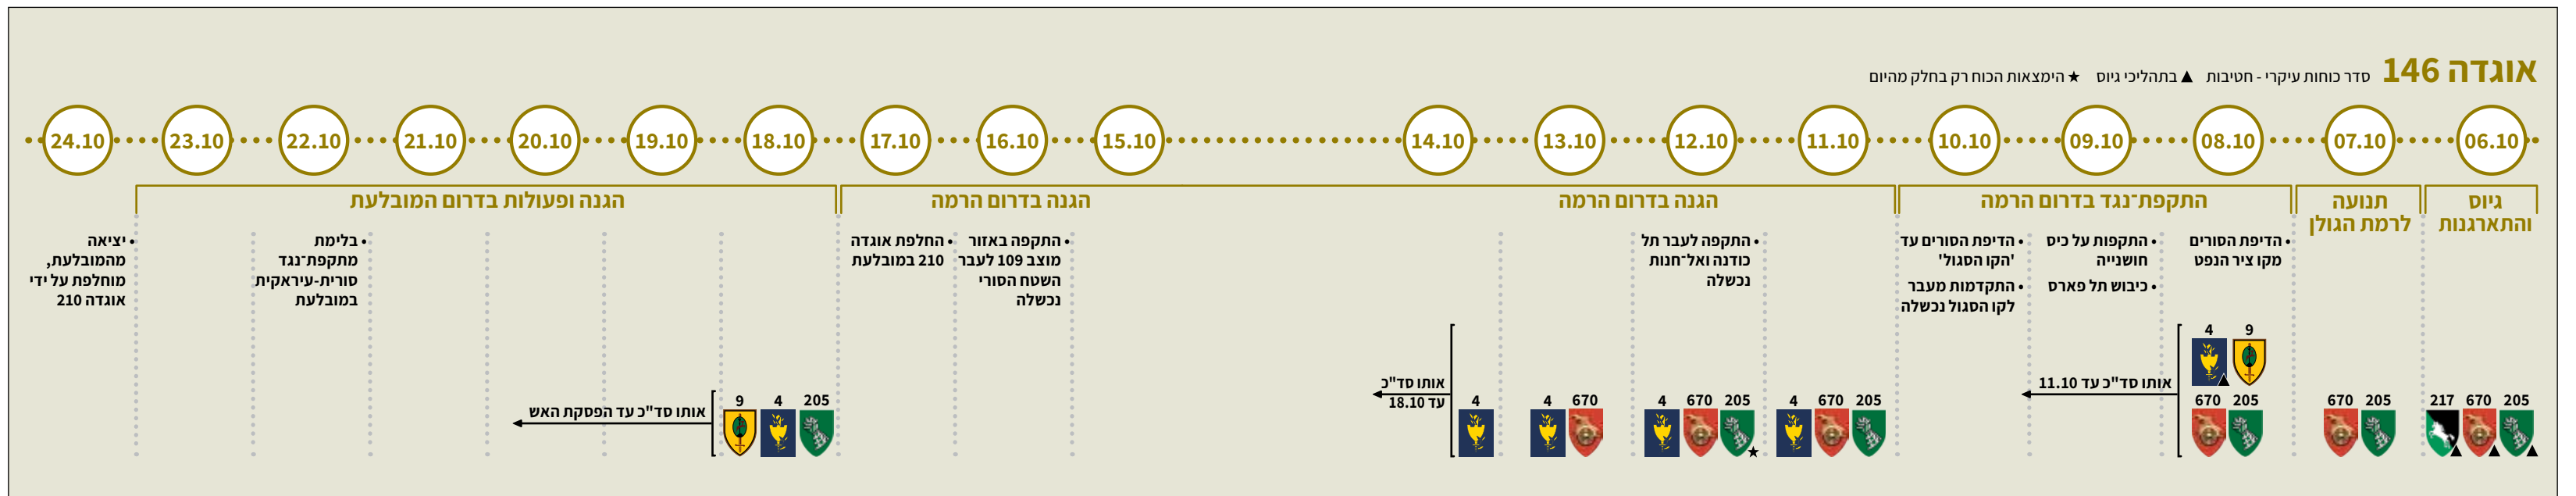 אוגדה 146 סדר כוחות עיקרי - חטיבות ▲ בתהליכי גיוס ★ הימצאות הכוח רק בחלק מהיום
06.10
07.10
08.10
09.10
10.10
11.10
12.10
13.10
14.10
15.10
16.10
17.10
18.10
19.10
20.10
21.10
22.10
23.10
24.10
גיוס
והתארגנות
תנועה
לרמת הגולן
התקפת־נגד בדרום הרמה
הגנה בדרום הרמה
הגנה בדרום הרמה
הגנה ופעולות בדרום המובלעת
• הדיפת הסורים
מקו ציר הנפט
• התקפות על כיס
חושנייה
• כיבוש תל פארס
• הדיפת הסורים עד
'הקו הסגול'
• התקדמות מעבר
לקו הסגול נכשלה
• התקפה לעבר תל
כודנה ואל־חנות
נכשלה
• התקפה באזור
מוצב 109 לעבר
השטח הסורי
נכשלה
• החלפת אוגדה
210 במובלעת
• בלימת
מתקפת־נגד
סורית-עיראקית
במובלעת
• יציאה
מהמובלעת,
מוחלפת על ידי
אוגדה 210
205 670 217
205 670
9 4
205 670
אותו סד"כ עד 11.10
205 670 4
205 670 4
670 4
4
אותו סד"כ
עד 18.10
205 4 9
אותו סד"כ עד הפסקת האש